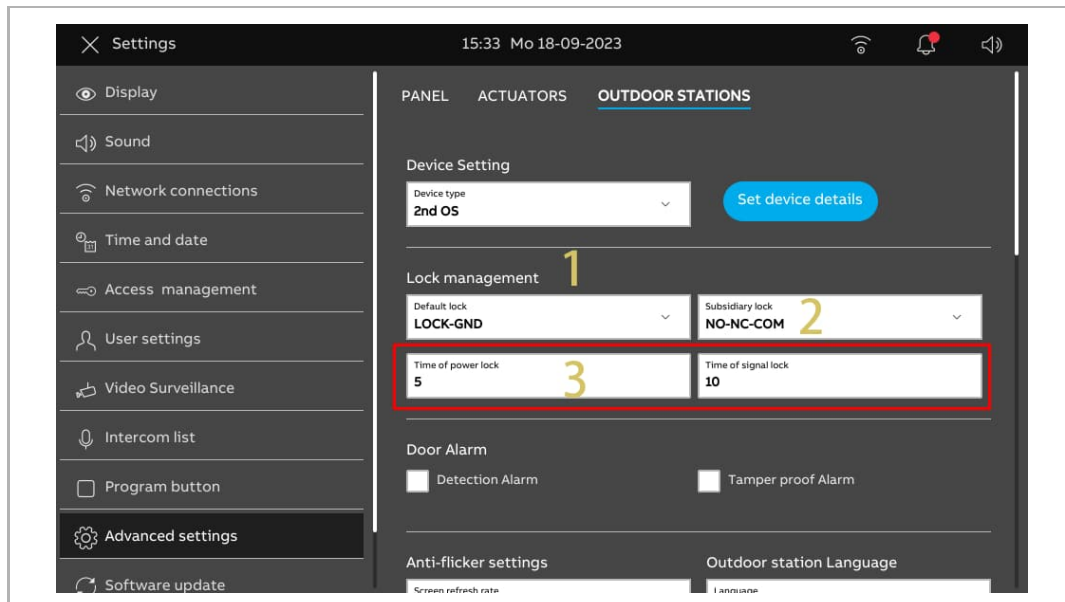 Settings
15:33 Mo 18-09-2023
Display
Sound
Network connections
Time and date
Access management
User settings
Video Surveillance
Intercom list
Program button
Advanced settings
Software update
PANEL ACTUATORS OUTDOOR STATIONS
Device Setting
Device type
2nd OS
Set device details
1
Lock management
Default lock
LOCK-GND
Subsidiary lock
NO-NC-COM
2
Time of power lock
5
3
Time of signal lock
10
Door Alarm
Detection Alarm
Tamper proof Alarm
Anti-flicker settings
Screen refresh rate
Outdoor station Language
Language